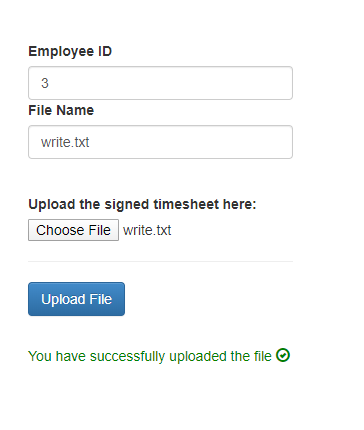 Employee ID
3
File Name
write.txt
Upload the signed timesheet here:
Choose File write.txt
Upload File
You have successfully uploaded the file